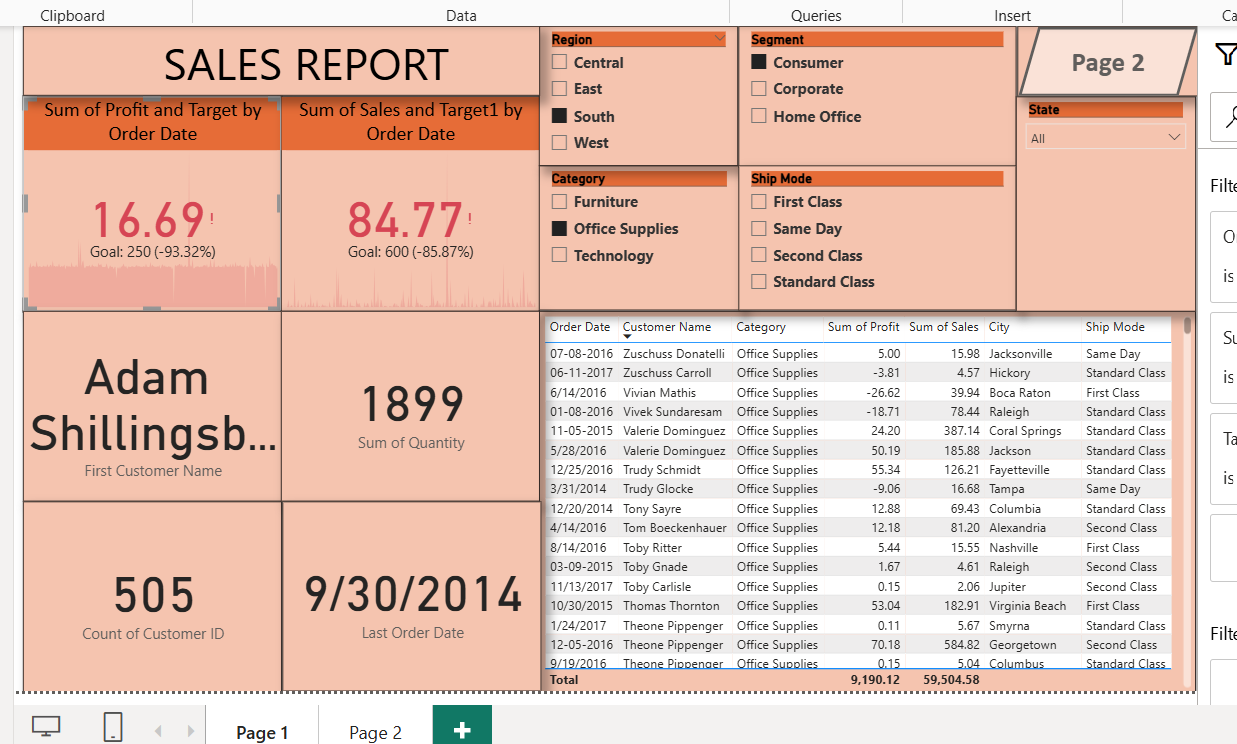 Clipboard Data Queries Insert
SALES REPORT
Sum of Profit and Target by
Order Date
16.69!
Goal: 250 (-93.32%)
Sum of Sales and Target1 by
Order Date
84.77!
Goal: 600 (-85.87%)
Adam
Shillingsb...
First Customer Name
1899
Sum of Quantity
505
Count of Customer ID
9/30/2014
Last Order Date
Region
Central
East
South
West
Segment
Consumer
Corporate
Home Office
Page 2
State
All
Category
Furniture
Office Supplies
Technology
Ship Mode
First Class
Same Day
Second Class
Standard Class
Order Date Customer Name Category Sum of Profit Sum of Sales City Ship Mode
07-08-2016 Zuschuss Donatelli Office Supplies 5.00 15.98 Jacksonville Same Day
06-11-2017 Zuschuss Carroll Office Supplies -3.81 4.57 Hickory Standard Class
6/14/2016 Vivian Mathis Office Supplies -26.62 39.94 Boca Raton First Class
01-08-2016 Vivek Sundaresam Office Supplies -18.71 78.44 Raleigh Standard Class
11-05-2015 Valerie Dominguez Office Supplies 24.20 387.14 Coral Springs Standard Class
5/28/2016 Valerie Dominguez Office Supplies 50.19 185.88 Jackson Standard Class
12/25/2016 Trudy Schmidt Office Supplies 55.34 126.21 Fayetteville Standard Class
3/31/2014 Trudy Glocke Office Supplies -9.06 16.68 Tampa Same Day
12/20/2014 Tony Sayre Office Supplies 12.88 69.43 Columbia Standard Class
4/14/2016 Tom Boeckenhauer Office Supplies 12.18 81.20 Alexandria Second Class
8/14/2016 Toby Ritter Office Supplies 5.44 15.55 Nashville First Class
03-09-2015 Toby Gnade Office Supplies 1.67 4.61 Raleigh Second Class
11/13/2017 Toby Carlisle Office Supplies 0.15 2.06 Jupiter Second Class
10/30/2015 Thomas Thornton Office Supplies 53.04 182.91 Virginia Beach First Class
1/24/2017 Theone Pippenger Office Supplies 0.11 5.67 Smyrna Standard Class
12-05-2016 Theone Pippenger Office Supplies 70.18 584.82 Georgetown Second Class
9/19/2016 Theone Pippenger Office Supplies 0.15 5.04 Columbus Standard Class
Total 9,190.12 59,504.58
is
is
is
Page 1 Page 2